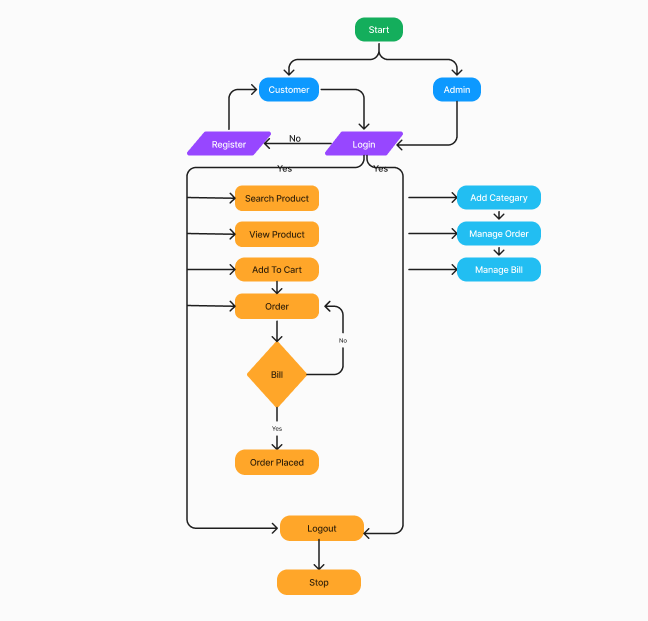 Start
Customer
Admin
Register
No
Login
Yes
Yes
Search Product
Add Categary
View Product
Manage Order
Add To Cart
Manage Bill
Order
No
Bill
Yes
Order Placed
Logout
Stop